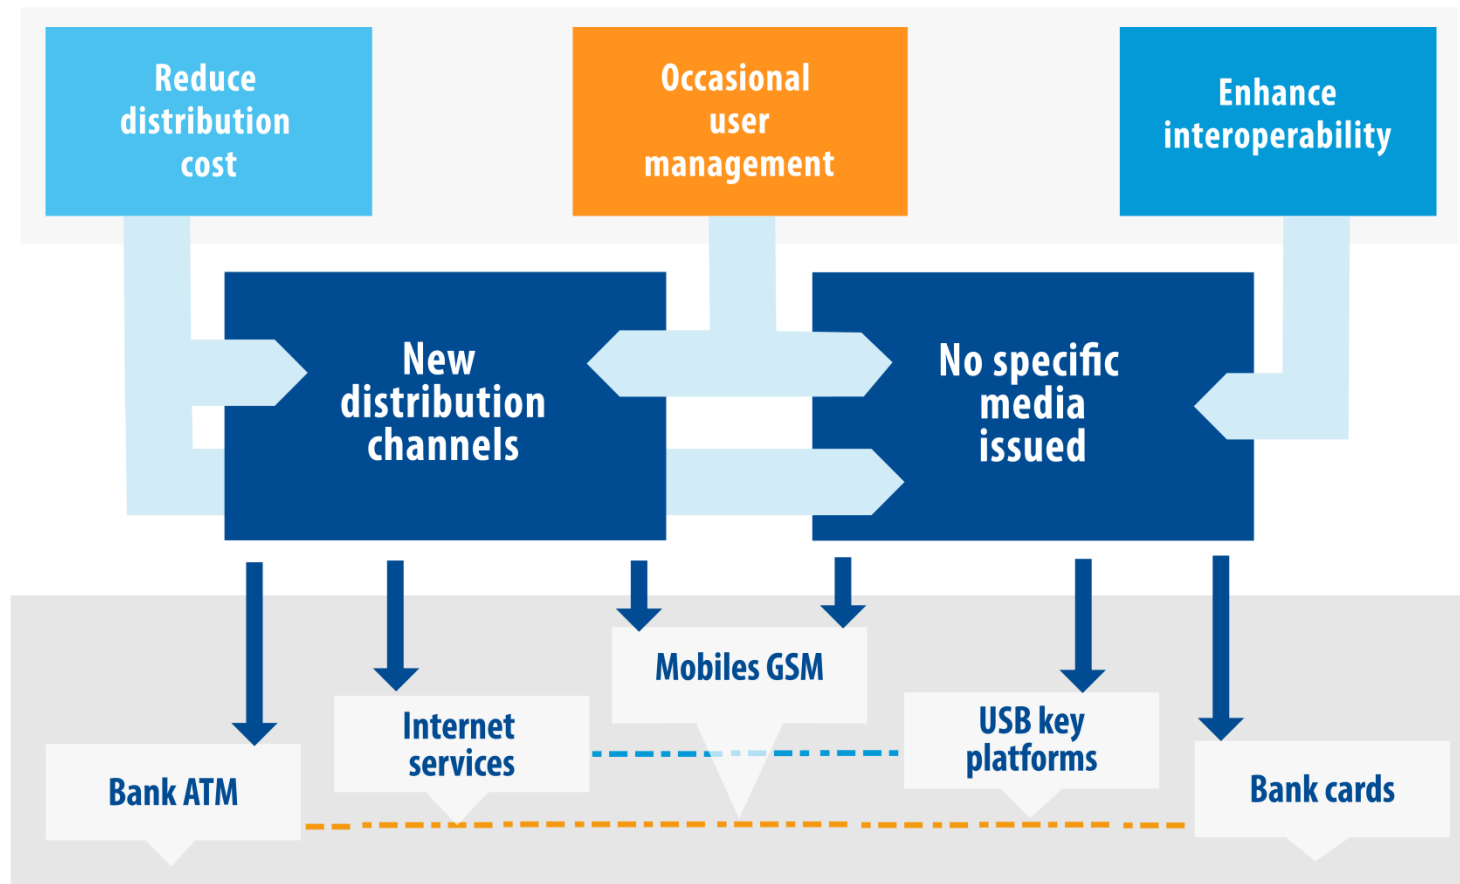 Reduce
distribution
cost
Occasional
user
management
Enhance
interoperability
New
distribution
channels
No specific
media
issued
Mobiles GSM
Internet
services
USB key
platforms
Bank ATM
Bank cards